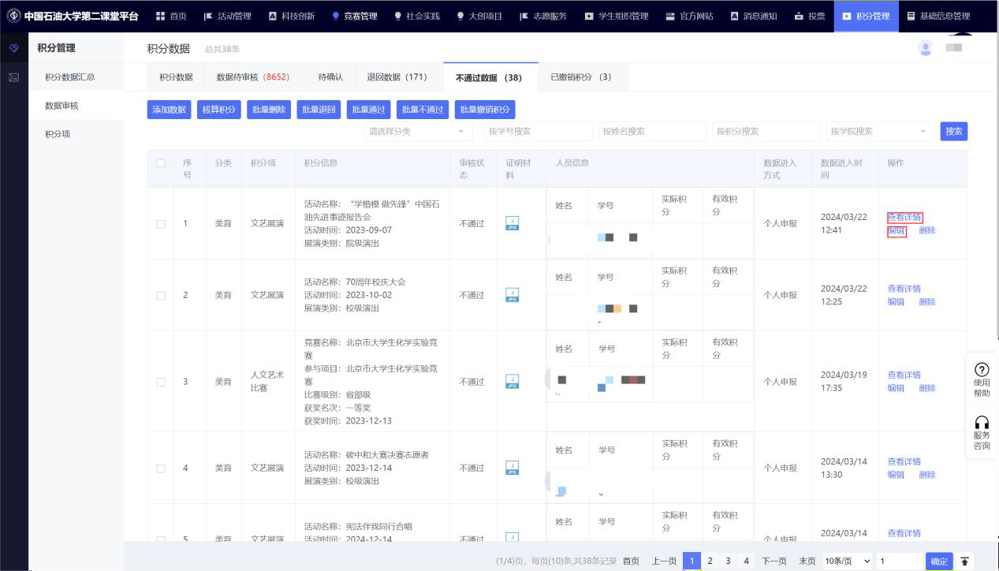 中国石油大学第二课堂平台 首页 活动管理 科技创新 竞赛管理 社会实践 大创项目 志愿服务 学生组织管理 官方网站 消息通知 投票 积分管理 基础信息管理
积分管理
积分数据汇总
数据审核
积分项
积分数据 总共38条
积分数据 数据待审核（8652） 待确认 退回数据（171） 不通过数据（38） 已撤销积分（3）
添加数据 核算积分 批量删除 批量退回 批量通过 批量不通过 批量撤销积分
请选择分类 按学号搜索 按姓名搜索 按积分搜索 按学院搜索 搜索
序号 分类 积分项 积分信息 审核状态 证明材料 人员信息 数据进入方式 数据进入时间 操作
1 美育 文艺展演
活动名称：“学楷模 做先锋”中国石
油先进事迹报告会
活动时间：2023-09-07
展演类别：院级演出
不通过 JPG
姓名 学号 实际积分 有效积分
个人申报
2024/03/22
12:41
查看详情
编辑 删除
2 美育 文艺展演
活动名称：70周年校庆大会
活动时间：2023-10-02
展演类别：校级演出
不通过 JPG
姓名 学号 实际积分 有效积分
个人申报
2024/03/22
12:25
查看详情
编辑 删除
3 美育 人文艺术比赛
竞赛名称：北京市大学生化学实验竞
赛
参与项目：北京市大学生化学实验竞
赛
比赛级别：省部级
获奖名次：一等奖
获奖时间：2023-12-13
不通过 JPG
姓名 学号 实际积分 有效积分
个人申报
2024/03/19
17:35
查看详情
编辑 删除
4 美育 文艺展演
活动名称：碳中和大赛决赛志愿者
活动时间：2023-12-14
展演类别：校级演出
不通过 JPG
姓名 学号 实际积分 有效积分
个人申报
2024/03/14
13:30
查看详情
编辑 删除
5 美育 文艺展演
活动名称：宪法伴我同行合唱
活动时间：2024-12-14
不通过
姓名 学号 实际积分 有效积分
个人申报
2024/03/14
查看详情
使用
帮助
服务
咨询
(1/4)页，每页(10)条,共38条记录 首页 上一页 1 2 3 4 下一页 末页 10条/页 1 确定